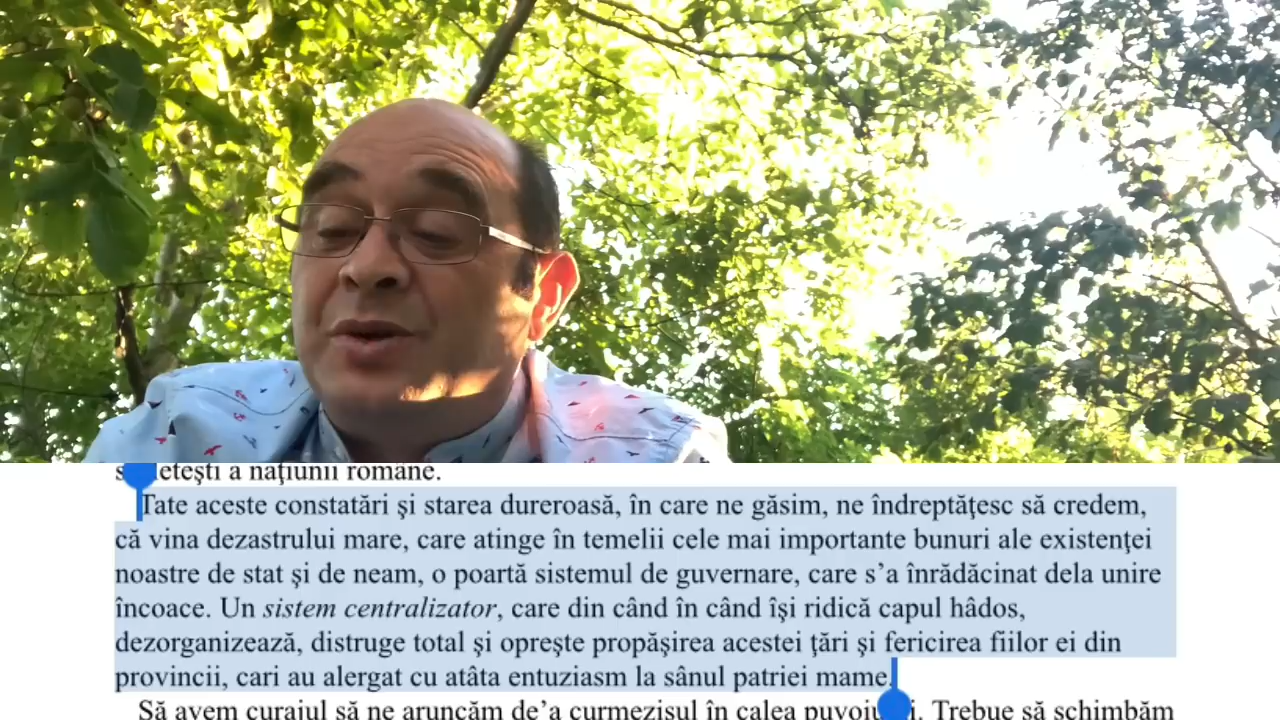 a națiunii române.
Tate aceste constatări şi starea dureroasă, în care ne găsim, ne îndreptăţesc să credem,
că vina dezastrului mare, care atinge în temelii cele mai importante bunuri ale existenţei
noastre de stat şi de neam, o poartă sistemul de guvernare, care s’a înrădăcinat dela unire
încoace. Un sistem centralizator, care din când în când îşi ridică capul hâdos,
dezorganizează, distruge total şi opreşte propăşirea acestei ţări şi fericirea fiilor ei din
provincii, cari au alergat cu atâta entuziasm la sânul patriei mame.
Să avem curajul să ne aruncăm de’a curmezişul în calea Trebue să schimbăm